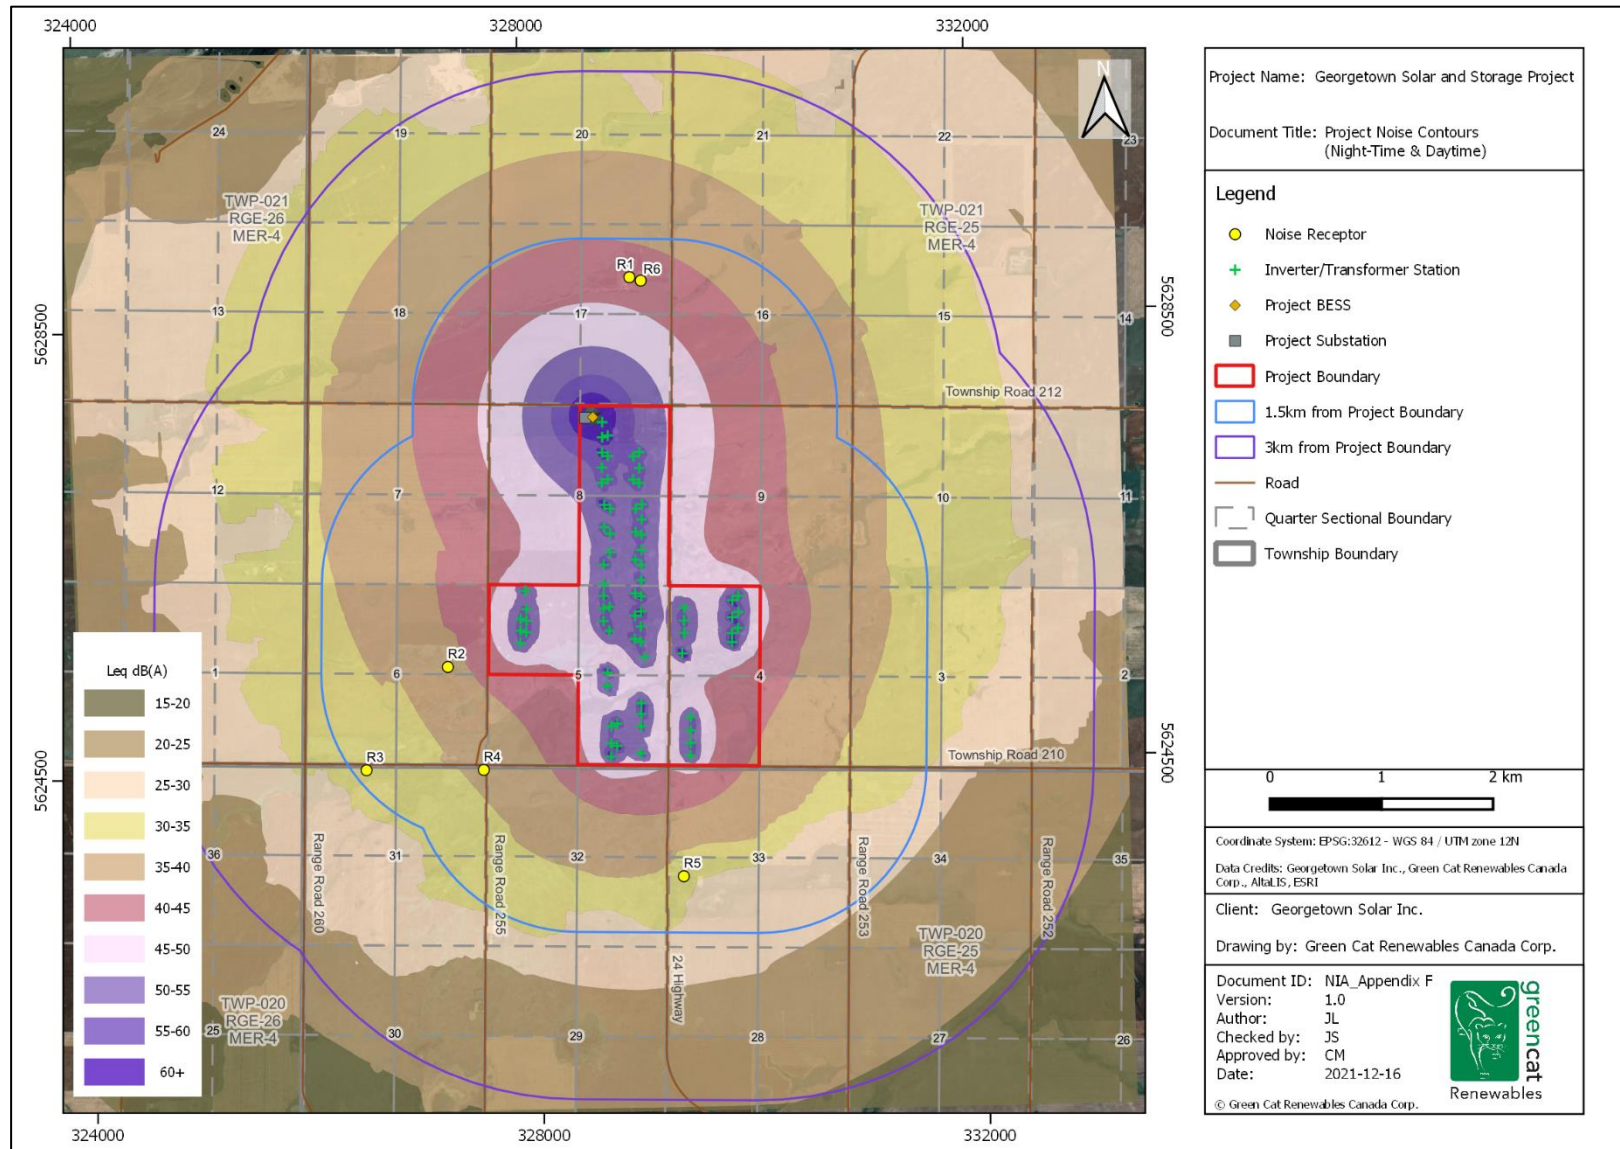 324000
328000
332000
N
24
19
20
21
22
23
TWP-021
RGE-26
MER-4
TWP-021
RGE-25
MER-4
R1
R6
13
18
17
16
15
14
5628500
5628500
Township Road 212
12
7
8
9
10
11
R2
1
6
5
4
3
2
R3
R4
Township Road 210
5624500
5624500
Leq dB(A)
15-20
20-25
25-30
30-35
35-40
40-45
45-50
50-55
55-60
60+
36
31
32
33
34
35
R5
Range Road 260
Range Road 255
24 Highway
Range Road 253
Range Road 252
TWP-020
RGE-25
MER-4
TWP-020
RGE-26
MER-4
25
30
29
28
27
26
324000
328000
332000
Project Name: Georgetown Solar and Storage Project
Document Title: Project Noise Contours
(Night-Time & Daytime)
Legend
Noise Receptor
Inverter/Transformer Station
Project BESS
Project Substation
Project Boundary
1.5km from Project Boundary
3km from Project Boundary
Road
Quarter Sectional Boundary
Township Boundary
0 1 2 km
Coordinate System: EPSG:32612 - WGS 84 / UTM zone 12N
Data Credits: Georgetown Solar Inc., Green Cat Renewables Canada
Corp., AltaLIS, ESRI
Client: Georgetown Solar Inc.
Drawing by: Green Cat Renewables Canada Corp.
Document ID: NIA_Appendix F
Version: 1.0
Author: JL
Checked by: JS
Approved by: CM
Date: 2021-12-16
© Green Cat Renewables Canada Corp.
greencat
Renewables